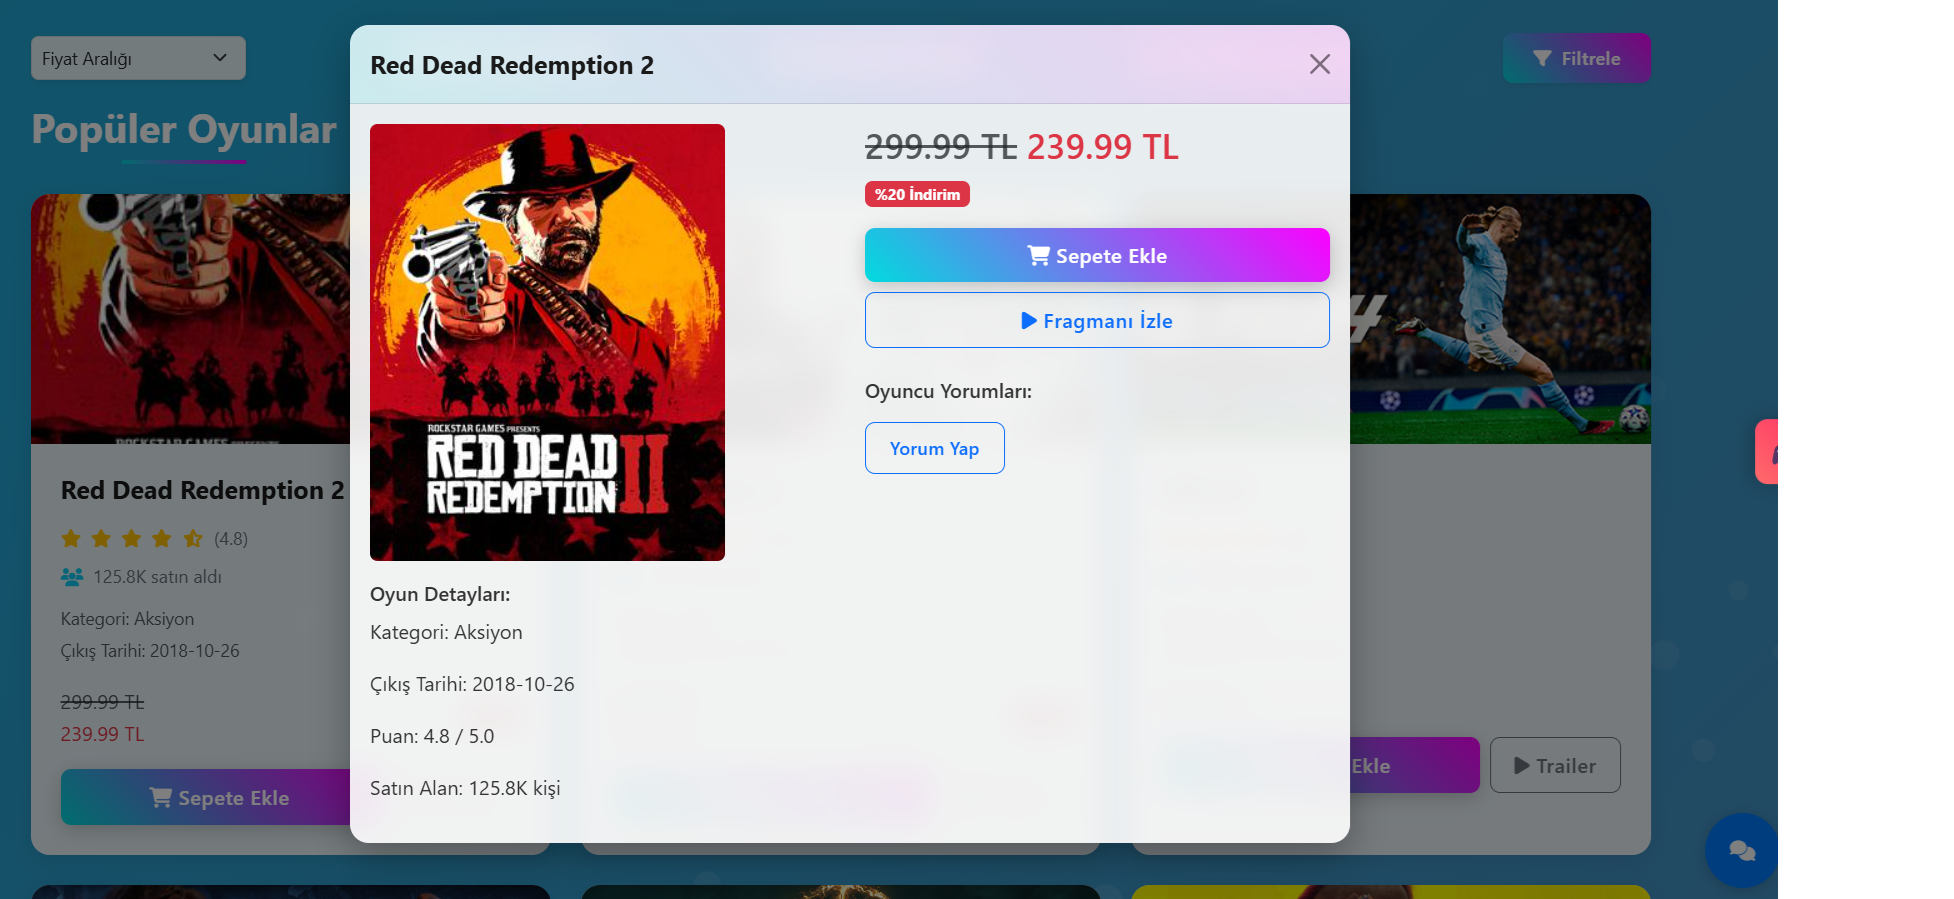 Fiyat Aralığı
Filtrele
Popüler Oyunlar
Red Dead Redemption 2
299.99 TL 239.99 TL
%20 İndirim
Sepete Ekle
Fragmanı İzle
Oyuncu Yorumları:
Yorum Yap
ROCKSTAR GAMES PRESENTS
RED DEAD
REDEMPTION II
Oyun Detayları:
Kategori: Aksiyon
Çıkış Tarihi: 2018-10-26
Puan: 4.8 / 5.0
Satın Alan: 125.8K kişi
ROCKSTAR GAMES PRESENTS
Red Dead Redemption 2
(4.8)
125.8K satın aldı
Kategori: Aksiyon
Çıkış Tarihi: 2018-10-26
299.99 TL
239.99 TL
Sepete Ekle
4
Ekle
Trailer